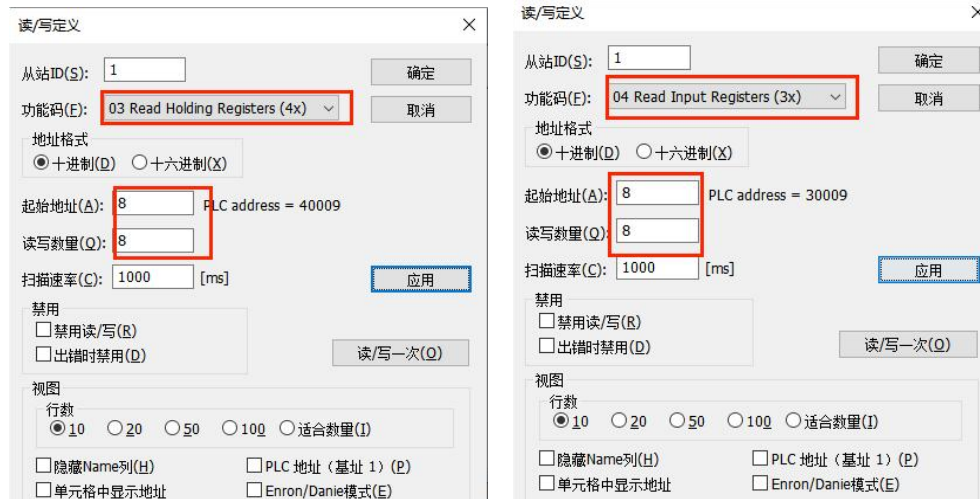 读/写定义
从站ID(S): 1 确定
功能码(F): 03 Read Holding Registers (4x) 取消
地址格式
十进制(D) 十六进制(X)
起始地址(A): 8 PLC address = 40009
读写数量(Q): 8
扫描速率(C): 1000 [ms] 应用
禁用
禁用读/写(R)
出错时禁用(D)
读/写一次(O)
视图
行数
10 20 50 100 适合数量(I)
隐藏Name列(H) PLC 地址（基址 1）(P)
单元格中显示地址 Enron/Danie模式(E)
读/写定义
从站ID(S): 1 确定
功能码(F): 04 Read Input Registers (3x) 取消
地址格式
十进制(D) 十六进制(X)
起始地址(A): 8 PLC address = 30009
读写数量(Q): 8
扫描速率(C): 1000 [ms] 应用
禁用
禁用读/写(R)
出错时禁用(D)
读/写一次(O)
视图
行数
10 20 50 100 适合数量(I)
隐藏Name列(H) PLC 地址（基址 1）(P)
单元格中显示地址 Enron/Danie模式(E)